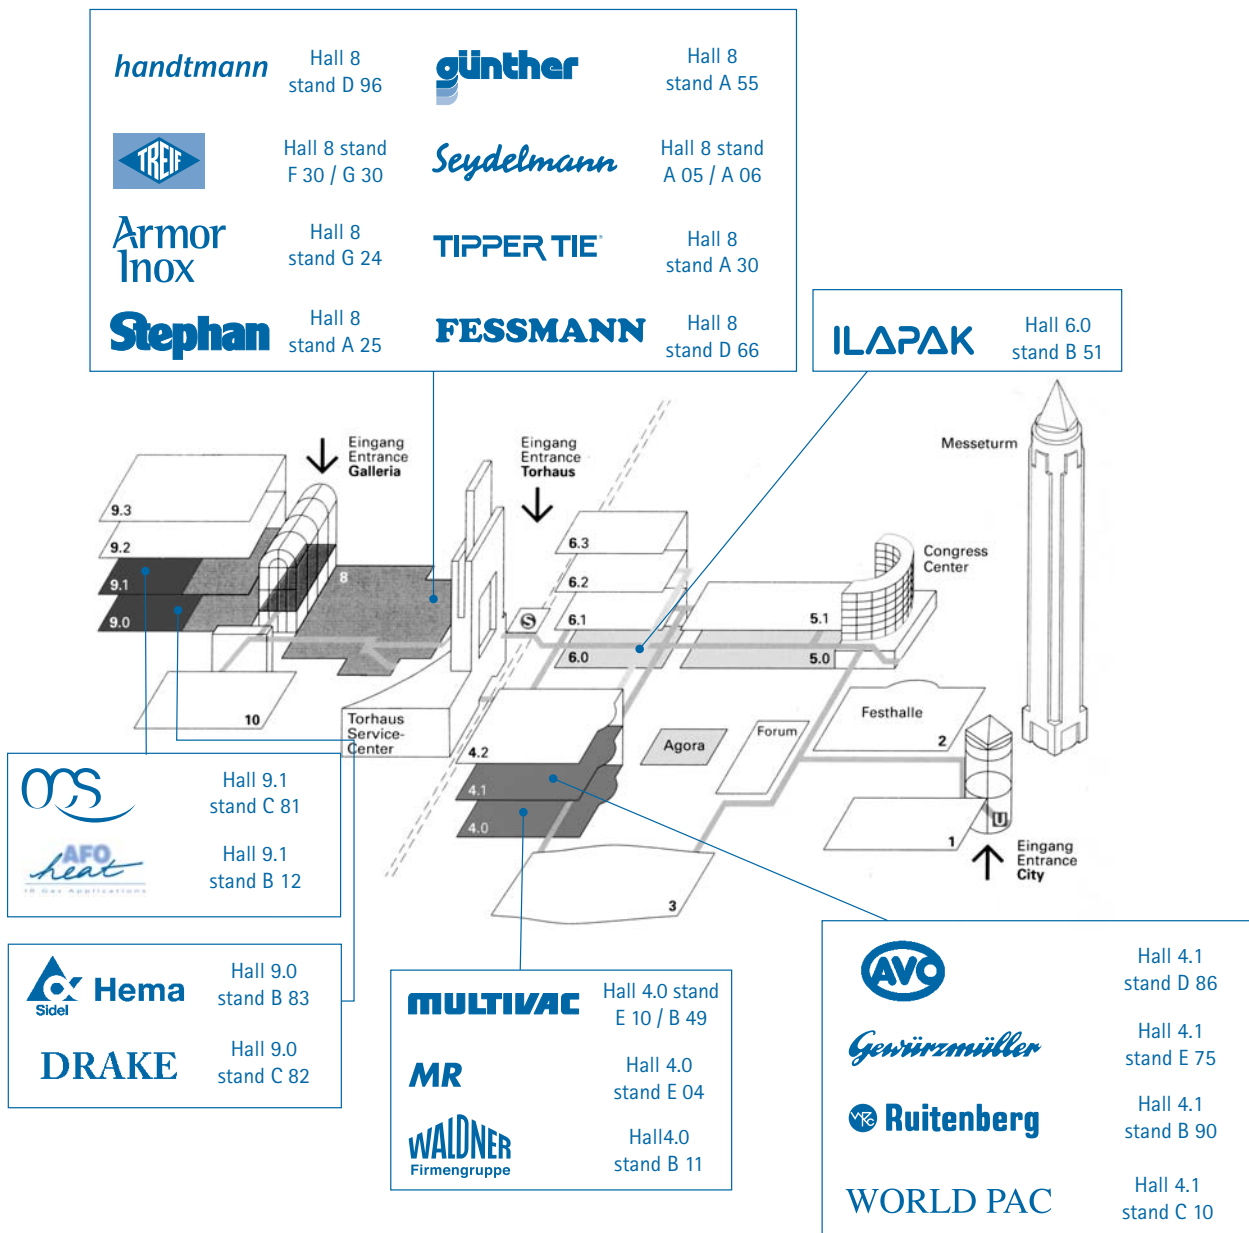 handtmann
Hall 8
stand D 96
günther
Hall 8
stand A 55
TREIF
Hall 8 stand
F 30 / G 30
Seydelmann
Hall 8 stand
A 05 / A 06
Armor
Inox
Hall 8
stand G 24
TIPPER TIE
Hall 8
stand A 30
Stephan
Hall 8
stand A 25
FESSMANN
Hall 8
stand D 66
ILAPAK
Hall 6.0
stand B 51
Messeturm
Eingang
Entrance
Galleria
Eingang
Entrance
Torhaus
9.3
9.2
9.1
9.0
8
10
Torhaus
Service-
Center
S
6.3
6.2
6.1
6.0
5.1
5.0
Congress
Center
4.2
4.1
4.0
Agora
Forum
Festhalle
2
1
U
3
Eingang
Entrance
City
OCS
Hall 9.1
stand C 81
AFO
heat
IR Gas Applications
Hall 9.1
stand B 12
Sidel
Hema
Hall 9.0
stand B 83
DRAKE
Hall 9.0
stand C 82
MULTIVAC
Hall 4.0 stand
E 10 / B 49
MR
Hall 4.0
stand E 04
WALDNER
Firmengruppe
Hall4.0
stand B 11
AVO
Hall 4.1
stand D 86
Gewürzmüller
Hall 4.1
stand E 75
Ruitenberg
Hall 4.1
stand B 90
WORLD PAC
Hall 4.1
stand C 10